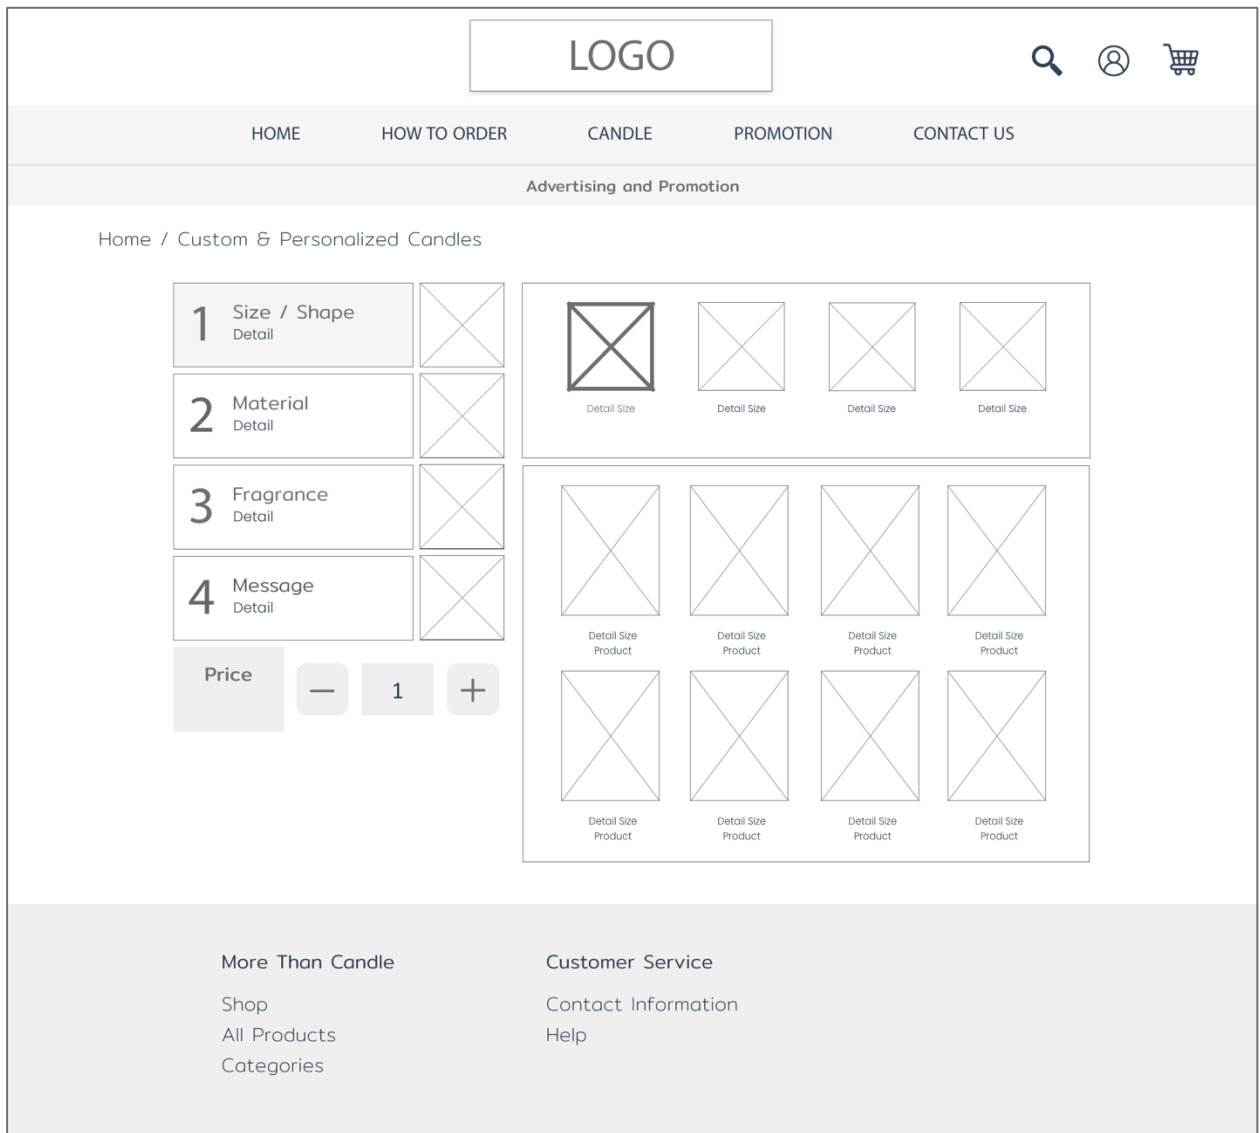 LOGO
HOME HOW TO ORDER CANDLE PROMOTION CONTACT US
Advertising and Promotion
Home / Custom & Personalized Candles
1 Size / Shape
Detail
2 Material
Detail
3 Fragrance
Detail
4 Message
Detail
Price
1
Detail Size Detail Size Detail Size Detail Size
Detail Size Detail Size Detail Size Detail Size
Product Product Product Product
Detail Size Detail Size Detail Size Detail Size
Product Product Product Product
More Than Candle
Shop
All Products
Categories
Customer Service
Contact Information
Help